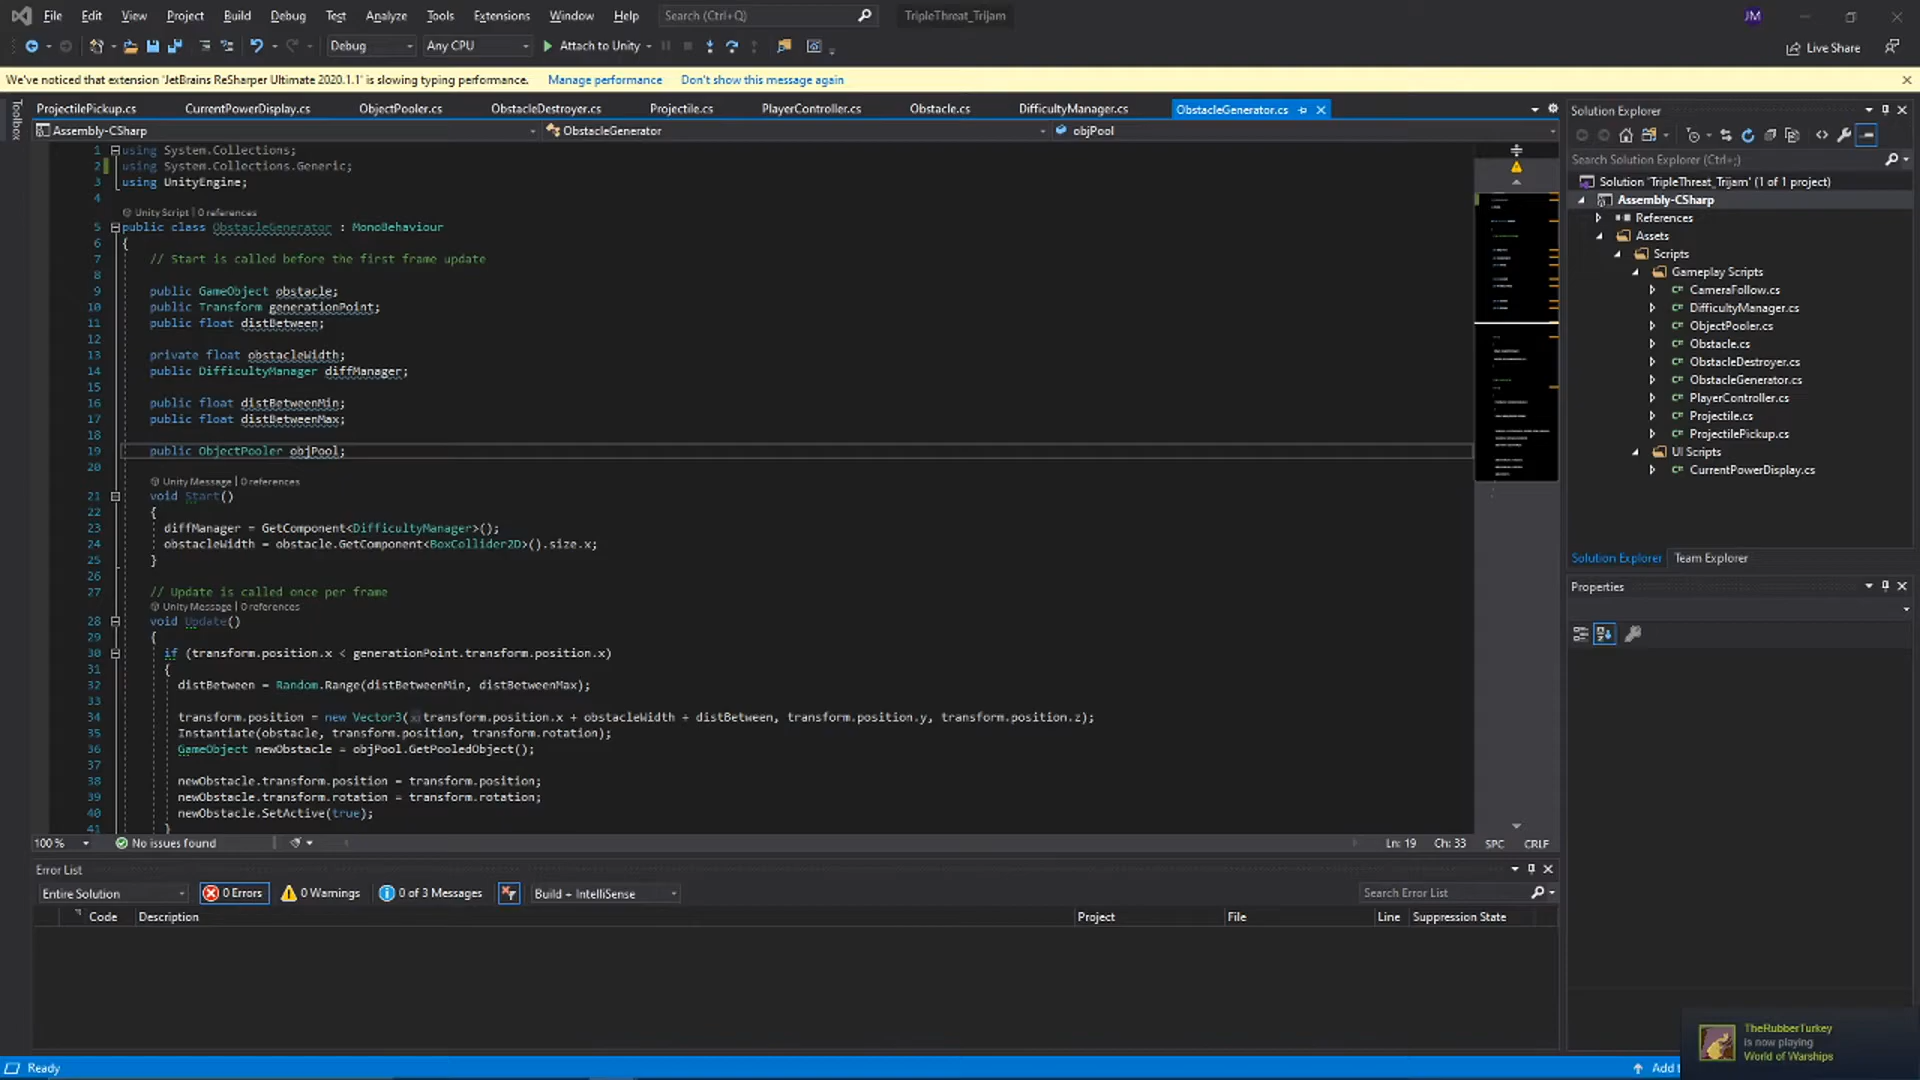 File Edit View Project Build Debug Test Analyze Tools Extensions Window Help Search (Ctrl+Q) TripleThreat_Trijam JM
Debug Any CPU Attach to Unity Live Share
We've noticed that extension 'JetBrains ReSharper Ultimate 2020.1.1' is slowing typing performance. Manage performance Don't show this message again
Toolbox
ProjectilePickup.cs CurrentPowerDisplay.cs ObjectPooler.cs ObstacleDestroyer.cs Projectile.cs PlayerController.cs Obstacle.cs DifficultyManager.cs ObstacleGenerator.cs
Assembly-CSharp ObstacleGenerator objPool
1 using System.Collections;
2 using System.Collections.Generic;
3 using UnityEngine;
4
Unity Script | 0 references
5 public class ObstacleGenerator : MonoBehaviour
6 {
7 // Start is called before the first frame update
8
9 public GameObject obstacle;
10 public Transform generationPoint;
11 public float distBetween;
12
13 private float obstacleWidth;
14 public DifficultyManager diffManager;
15
16 public float distBetweenMin;
17 public float distBetweenMax;
18
19 public ObjectPooler objPool;
20
Unity Message | 0 references
21 void Start()
22 {
23 diffManager = GetComponent<DifficultyManager>();
24 obstacleWidth = obstacle.GetComponent<BoxCollider2D>().size.x;
25 }
26
27 // Update is called once per frame
Unity Message | 0 references
28 void Update()
29 {
30 if (transform.position.x < generationPoint.transform.position.x)
31 {
32 distBetween = Random.Range(distBetweenMin, distBetweenMax);
33
34 transform.position = new Vector3(x: transform.position.x + obstacleWidth + distBetween, transform.position.y, transform.position.z);
35 Instantiate(obstacle, transform.position, transform.rotation);
36 GameObject newObstacle = objPool.GetPooledObject();
37
38 newObstacle.transform.position = transform.position;
39 newObstacle.transform.rotation = transform.rotation;
40 newObstacle.SetActive(true);
41 }
100 % No issues found Ln: 19 Ch: 33 SPC CRLF
Error List
Entire Solution 0 Errors 0 Warnings 0 of 3 Messages Build + IntelliSense Search Error List
Code Description Project File Line Suppression State
Solution Explorer
Search Solution Explorer (Ctrl+;)
Solution 'TripleThreat_Trijam' (1 of 1 project)
Assembly-CSharp
References
Assets
Scripts
Gameplay Scripts
C# CameraFollow.cs
C# DifficultyManager.cs
C# ObjectPooler.cs
C# Obstacle.cs
C# ObstacleDestroyer.cs
C# ObstacleGenerator.cs
C# PlayerController.cs
C# Projectile.cs
C# ProjectilePickup.cs
UI Scripts
C# CurrentPowerDisplay.cs
Solution Explorer Team Explorer
Properties
TheRubberTurkey
is now playing
World of Warships
Ready Add t